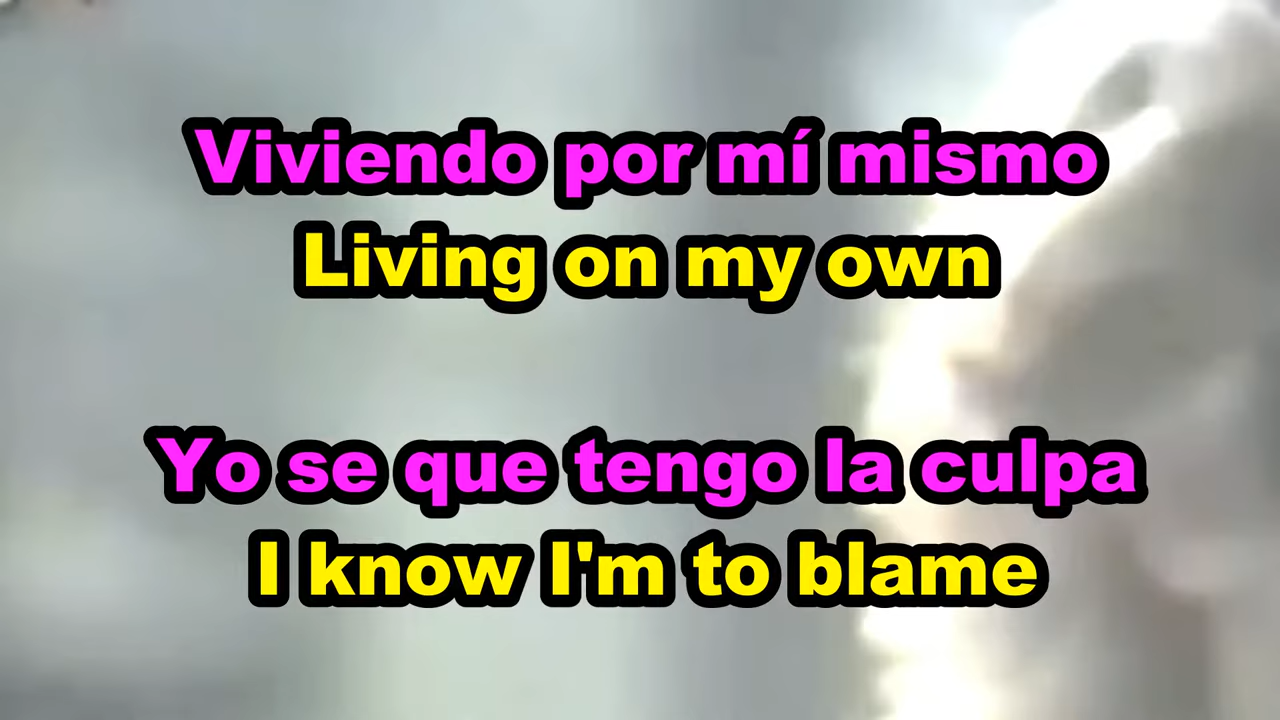 Viviendo por mí mismo
Living on my own
Yo se que tengo la culpa
I know I'm to blame